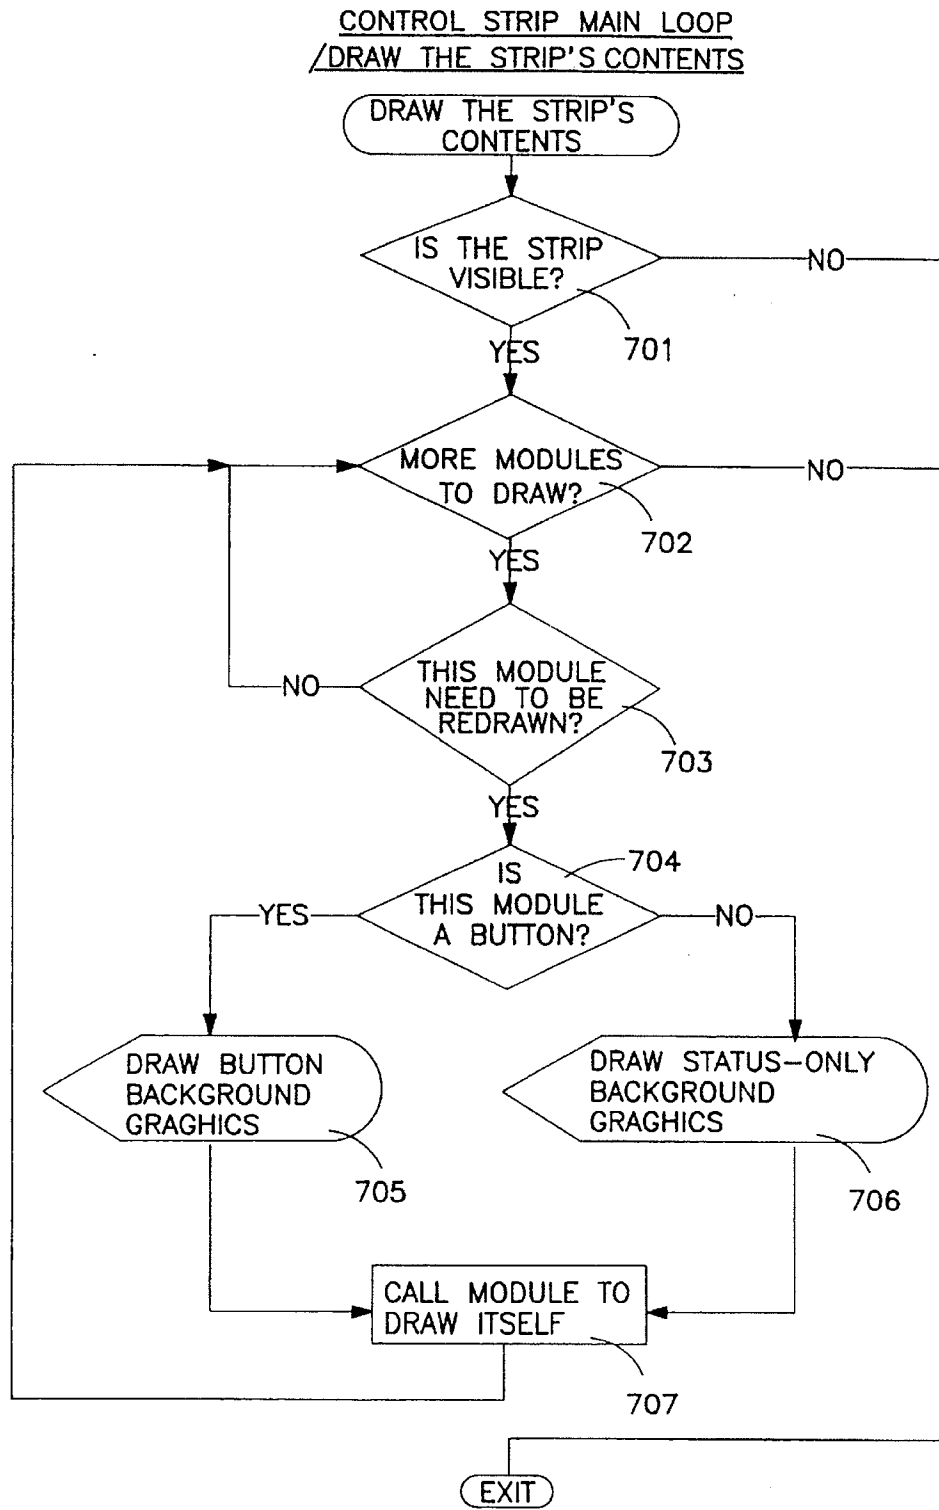 CONTROL STRIP MAIN LOOP
/DRAW THE STRIP'S CONTENTS
DRAW THE STRIP'S
CONTENTS
IS THE STRIP
VISIBLE?
NO
701
YES
MORE MODULES
TO DRAW?
NO
702
YES
THIS MODULE
NEED TO BE
REDRAWN?
NO
703
YES
704
IS
THIS MODULE
A BUTTON?
YES
NO
DRAW BUTTON
BACKGROUND
GRAGHICS
705
DRAW STATUS-ONLY
BACKGROUND
GRAGHICS
706
CALL MODULE TO
DRAW ITSELF
707
EXIT